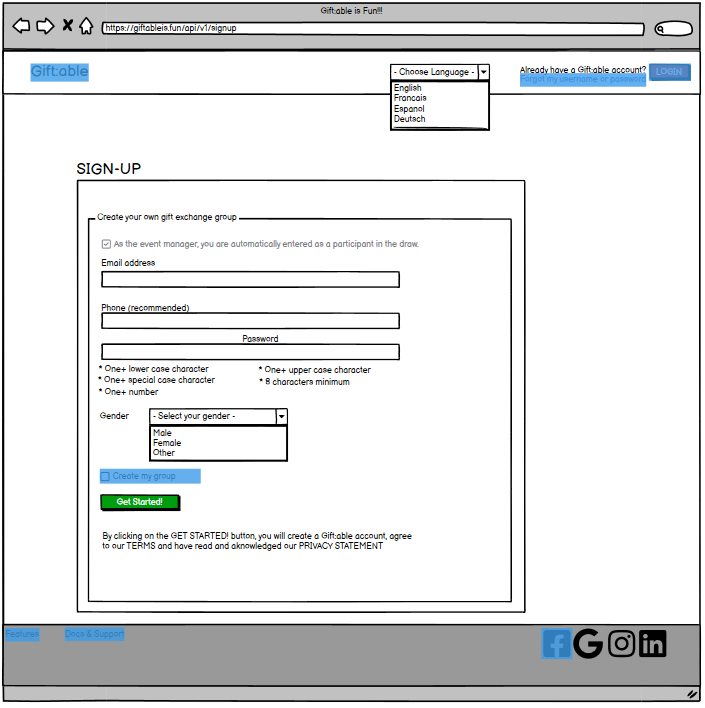 Gift:able is Fun!!!
https://giftableis.fun/api/v1/signup
Gift:able
- Choose Language -
English
Francais
Espanol
Deutsch
Already have a Gift:able account?
Forgot my username or password
LOGIN
SIGN-UP
Create your own gift exchange group
As the event manager, you are automatically entered as a participant in the draw.
Email address
Phone (recommended)
Password
* One+ lower case character
* One+ upper case character
* One+ special case character
* 8 characters minimum
* One+ number
Gender
- Select your gender -
Male
Female
Other
Create my group
Get Started!
By clicking on the GET STARTED! button, you will create a Gift:able account, agree
to our TERMS and have read and aknowledged our PRIVACY STATEMENT
Features
Docs & Support